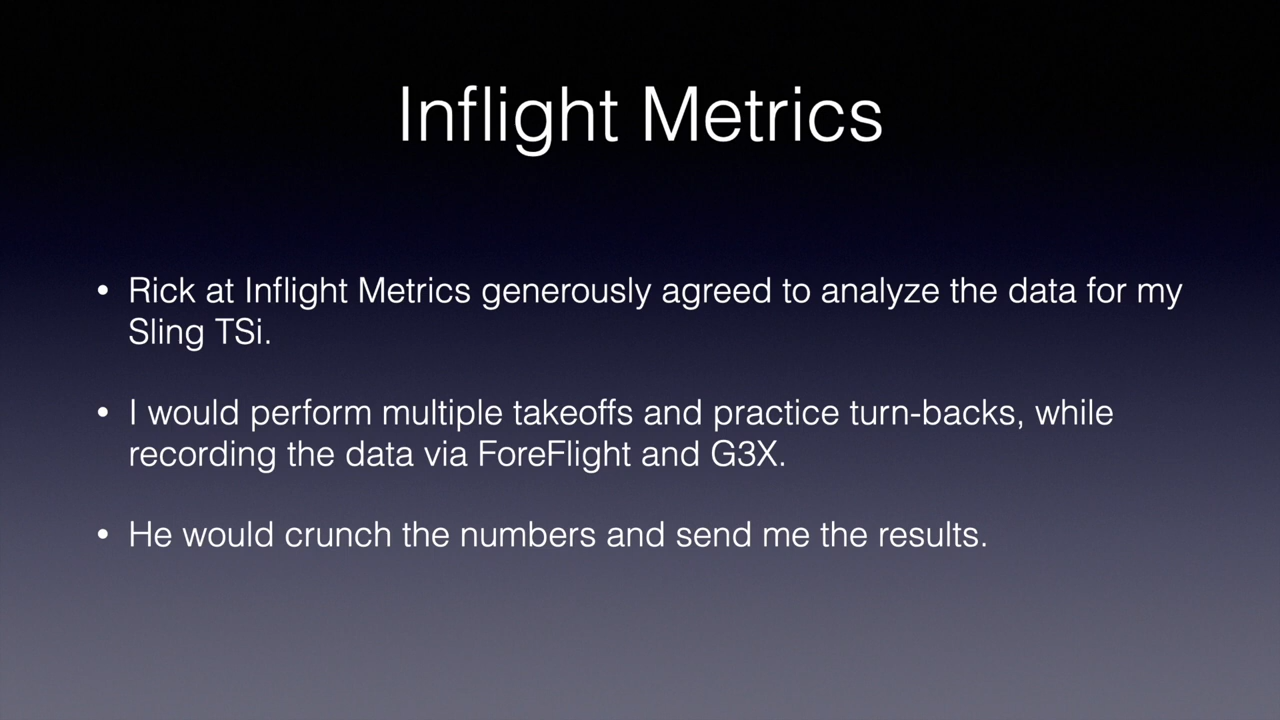 Inflight Metrics
• Rick at Inflight Metrics generously agreed to analyze the data for my
Sling TSi.
• I would perform multiple takeoffs and practice turn-backs, while
recording the data via ForeFlight and G3X.
• He would crunch the numbers and send me the results.